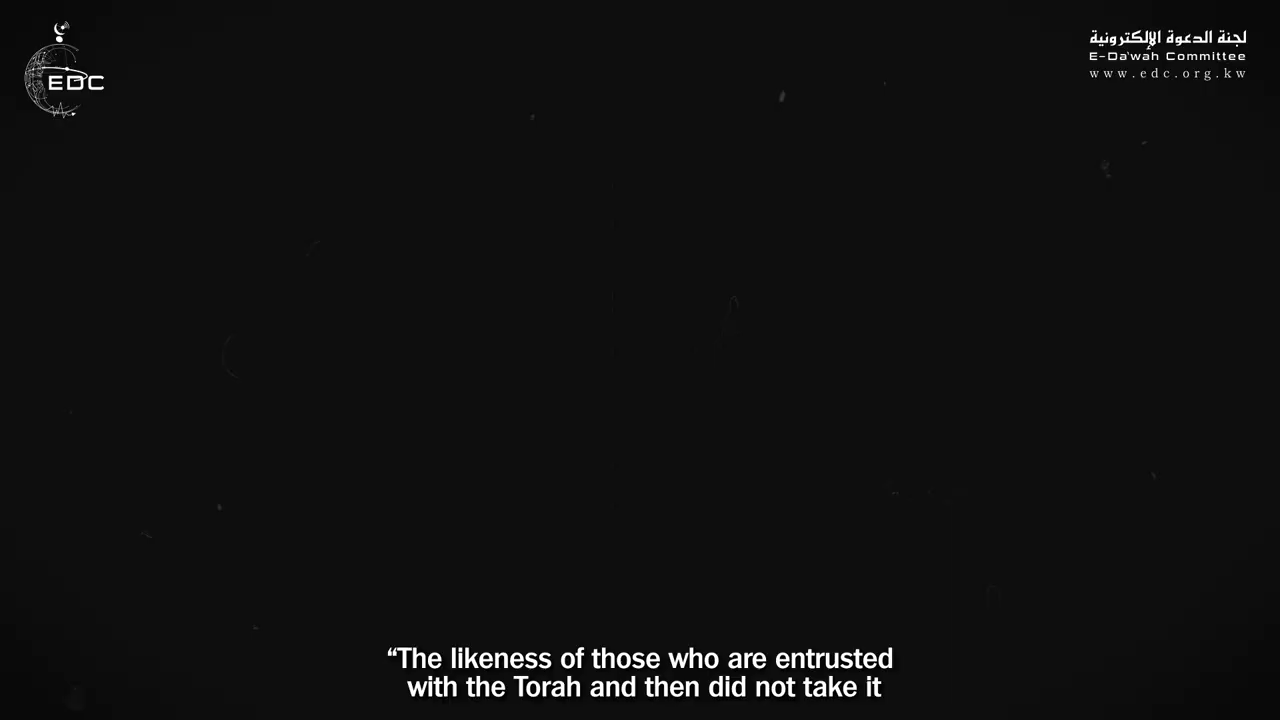 EDC
لجنة الدعوة الإلكترونية
E-Da'wah Committee
www.edc.org.kw
“The likeness of those who are entrusted
with the Torah and then did not take it